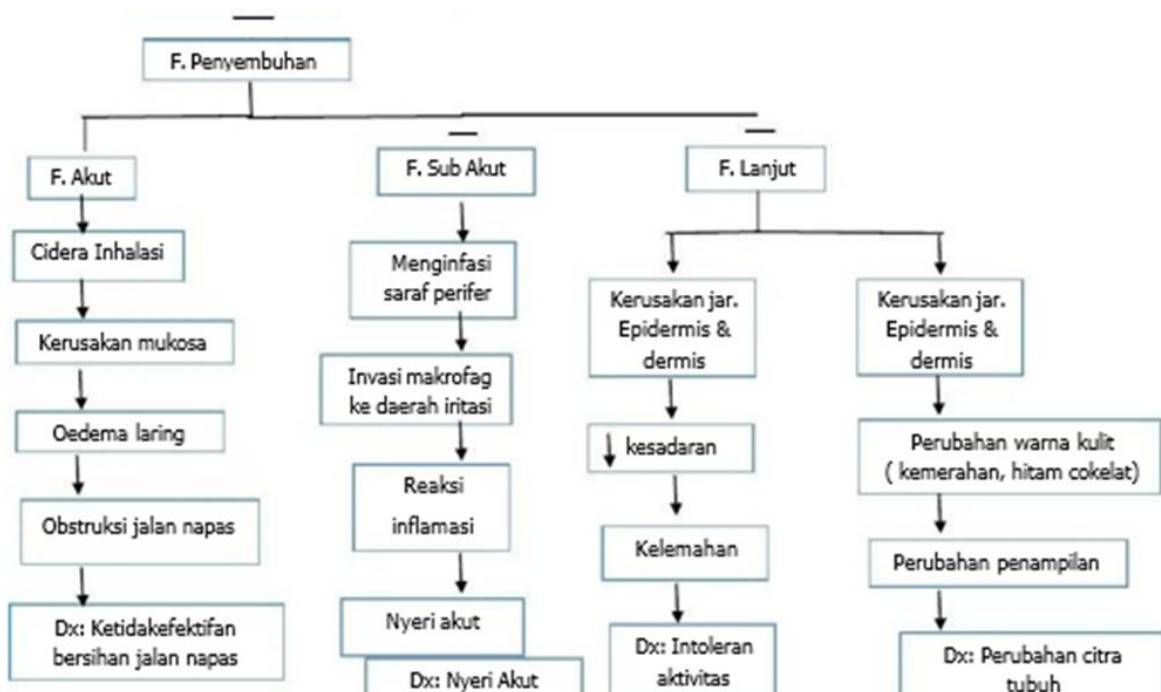 F. Penyembuhan
F. Akut
Cidera Inhalasi
Kerusakan mukosa
Oedema laring
Obstruksi jalan napas
Dx: Ketidakefektifan
bersihan jalan napas
F. Sub Akut
Menginfasi
saraf perifer
Invasi makrofag
ke daerah iritasi
Reaksi
inflamasi
Nyeri akut
Dx: Nyeri Akut
F. Lanjut
Kerusakan jar.
Epidermis &
dermis
kesadaran
Kelemahan
Dx: Intoleran
aktivitas
Kerusakan jar.
Epidermis &
dermis
Perubahan warna kulit
( kemerahan, hitam cokelat)
Perubahan penampilan
Dx: Perubahan citra
tubuh